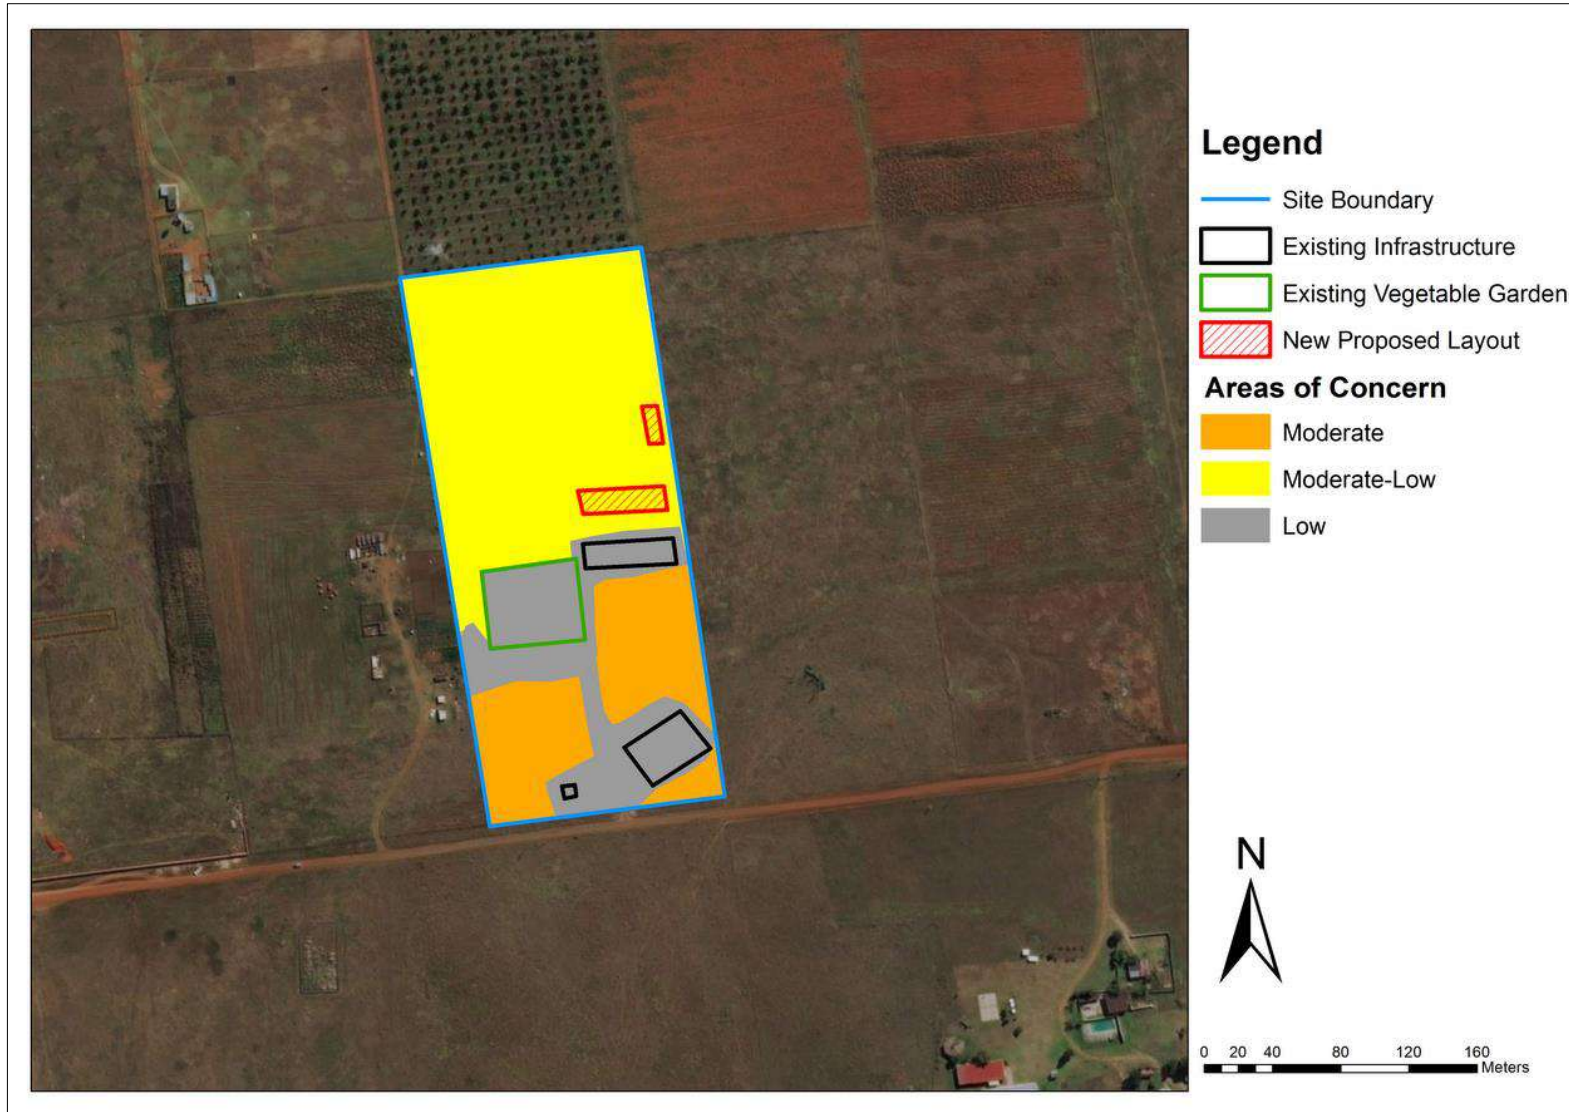 Legend
Site Boundary
Existing Infrastructure
Existing Vegetable Garden
New Proposed Layout
Areas of Concern
Moderate
Moderate-Low
Low
N
0 20 40 80 120 160
Meters